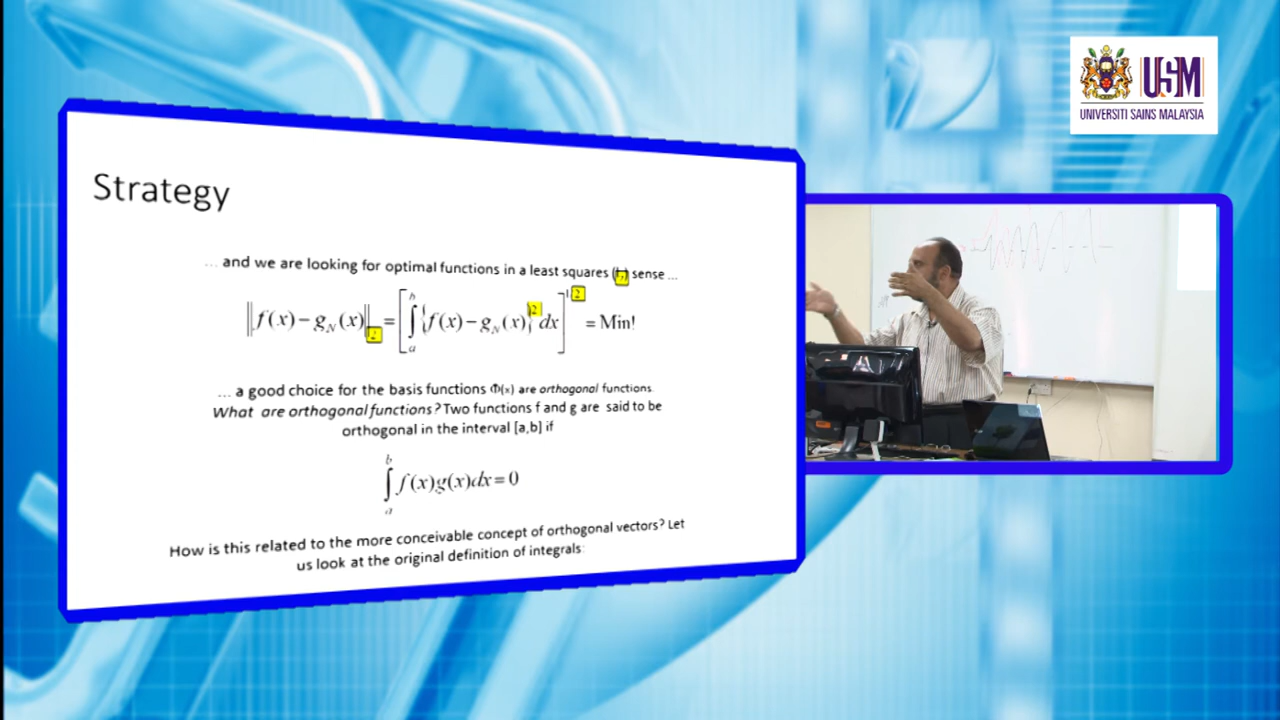 USM
UNIVERSITI SAINS MALAYSIA
Strategy
... and we are looking for optimal functions in a least squares (l₂) sense ...
‖f(x) − g_N(x)‖₂ = [∫_a^b {f(x) − g_N(x)}² dx]^{1/2} = Min!
... a good choice for the basis functions Φ(x) are orthogonal functions.
What are orthogonal functions? Two functions f and g are said to be
orthogonal in the interval [a,b] if
∫_a^b f(x)g(x)dx = 0
How is this related to the more conceivable concept of orthogonal vectors? Let
us look at the original definition of integrals: